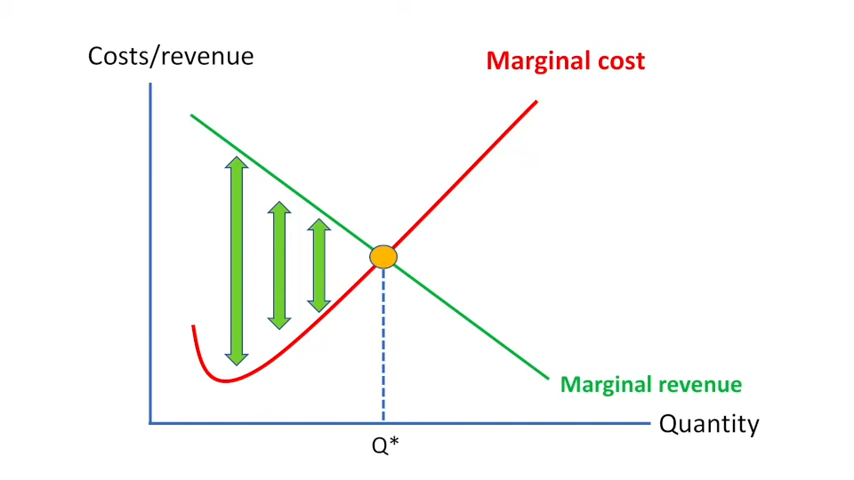 Costs/revenue
Marginal cost
Marginal revenue
Quantity
Q*